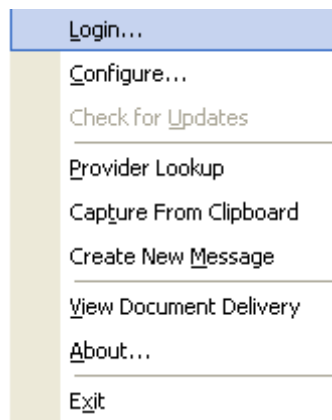 Login...
Configure...
Check for Updates
Provider Lookup
Capture From Clipboard
Create New Message
View Document Delivery
About...
Exit